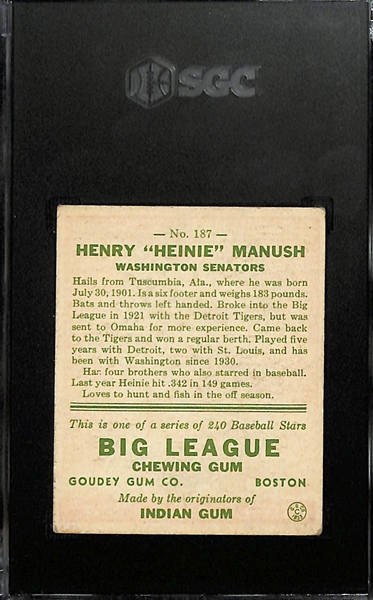 SGC
— No. 187 —
HENRY “HEINIE” MANUSH
WASHINGTON SENATORS
Hails from Tuscumbia, Ala., where he was born
July 30, 1901. Is a six footer and weighs 183 pounds.
Bats and throws left handed. Broke into the Big
League in 1921 with the Detroit Tigers, but was
sent to Omaha for more experience. Came back
to the Tigers and won a regular berth. Played five
years with Detroit, two with St. Louis, and has
been with Washington since 1930.
Has four brothers who also starred in baseball.
Last year Heinie hit .342 in 149 games.
Loves to hunt and fish in the off season.
This is one of a series of 240 Baseball Stars
BIG LEAGUE
CHEWING GUM
GOUDEY GUM CO. BOSTON
Made by the originators of
INDIAN GUM